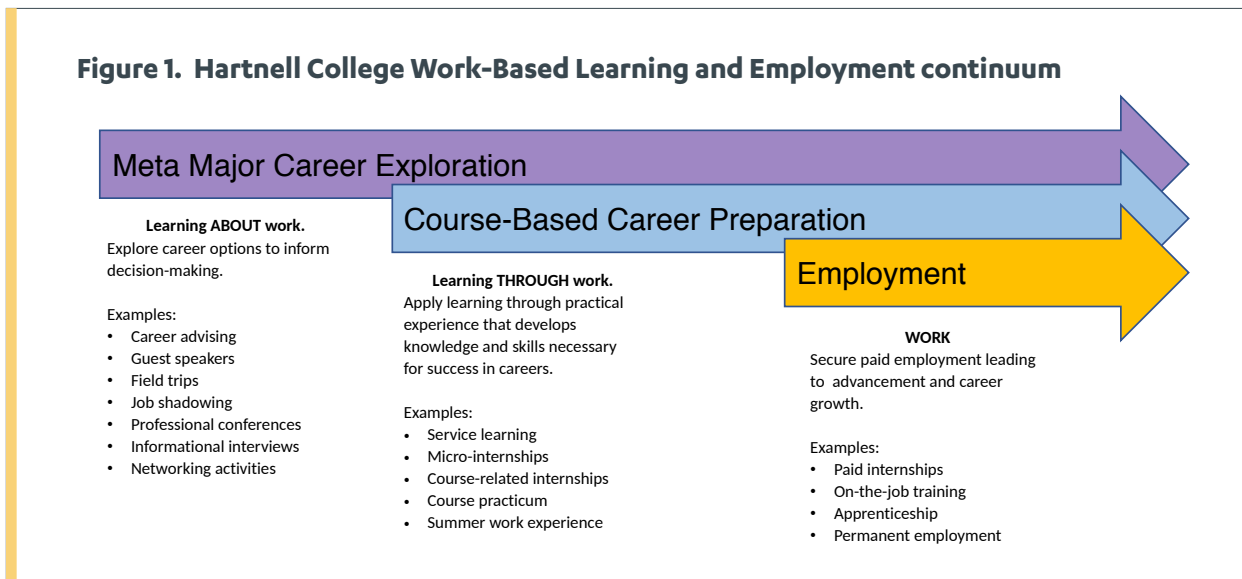 Figure 1. Hartnell College Work-Based Learning and Employment continuum
Meta Major Career Exploration
Learning ABOUT work.
Explore career options to inform
decision-making.
Examples:
• Career advising
• Guest speakers
• Field trips
• Job shadowing
• Professional conferences
• Informational interviews
• Networking activities
Course-Based Career Preparation
Learning THROUGH work.
Apply learning through practical
experience that develops
knowledge and skills necessary
for success in careers.
Examples:
• Service learning
• Micro-internships
• Course-related internships
• Course practicum
• Summer work experience
Employment
WORK
Secure paid employment leading
to advancement and career
growth.
Examples:
• Paid internships
• On-the-job training
• Apprenticeship
• Permanent employment